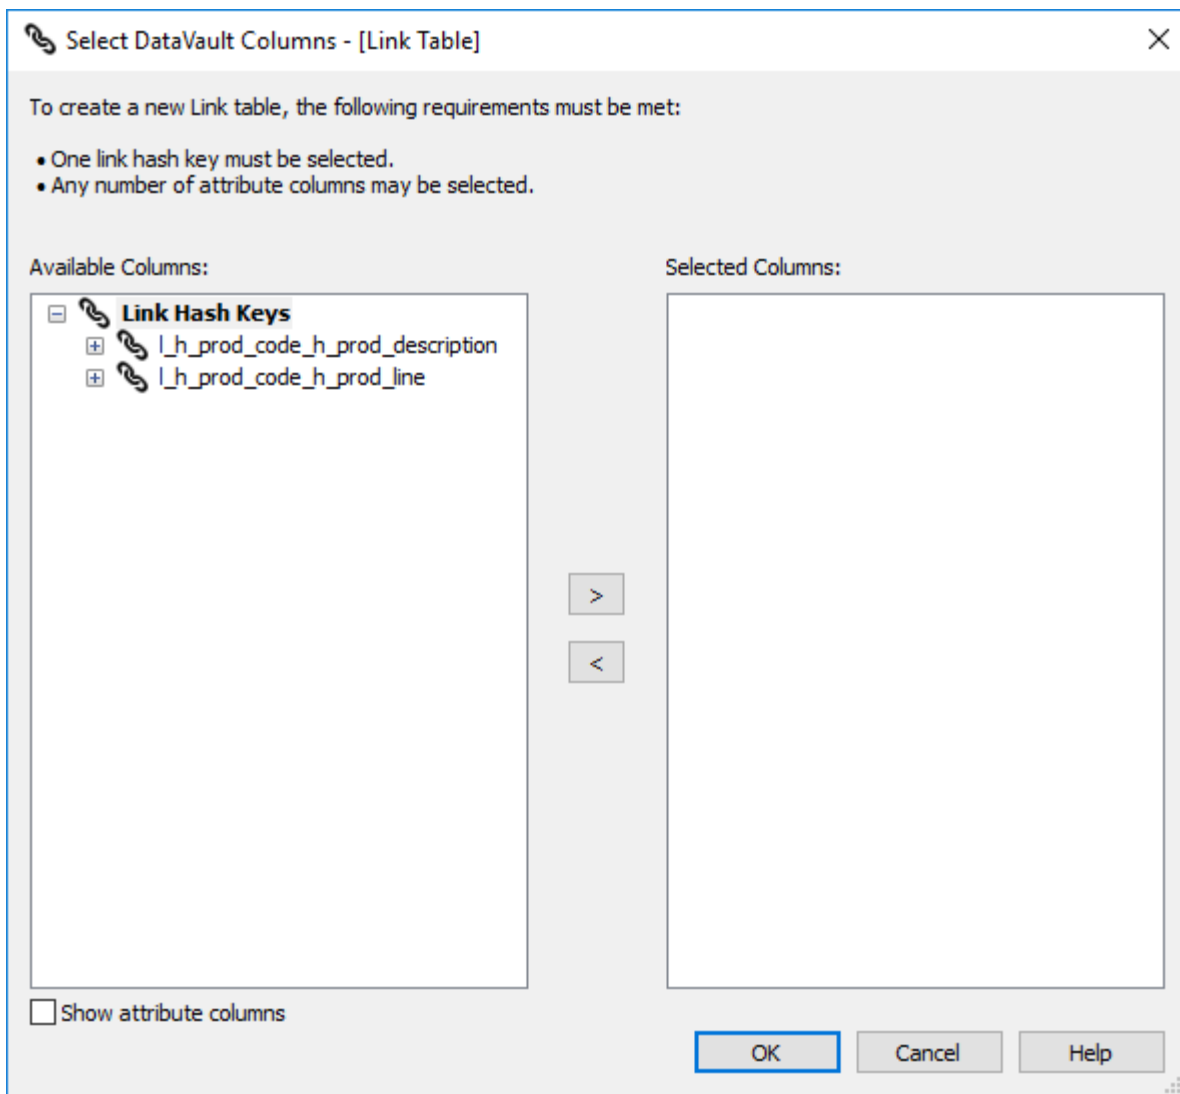 Select DataVault Columns - [Link Table]
To create a new Link table, the following requirements must be met:
• One link hash key must be selected.
• Any number of attribute columns may be selected.
Available Columns:
Selected Columns:
Link Hash Keys
l_h_prod_code_h_prod_description
l_h_prod_code_h_prod_line
>
<
Show attribute columns
OK
Cancel
Help